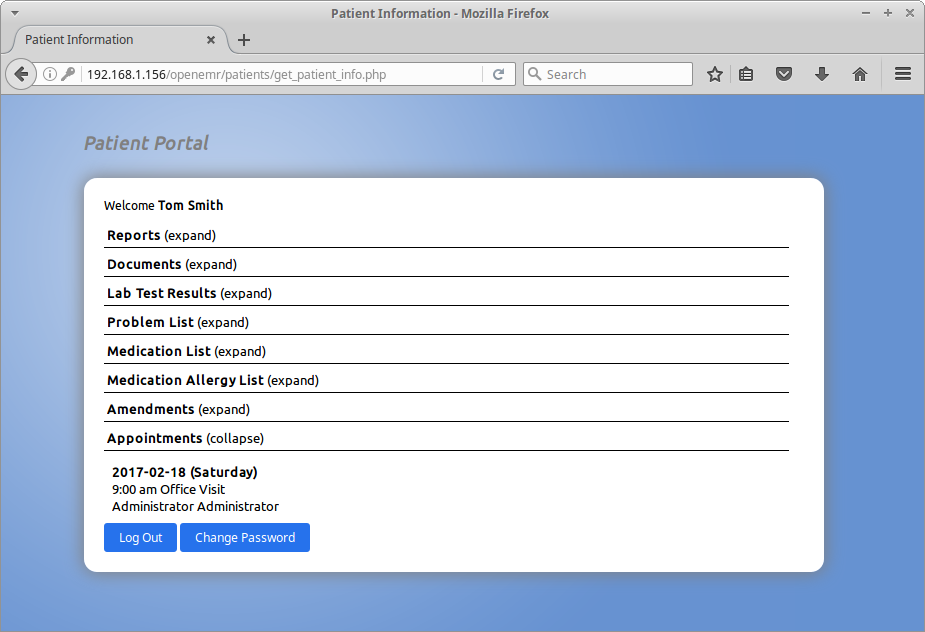 Patient Information - Mozilla Firefox
Patient Information
192.168.1.156/openemr/patients/get_patient_info.php
Search
Patient Portal
Welcome Tom Smith
Reports (expand)
Documents (expand)
Lab Test Results (expand)
Problem List (expand)
Medication List (expand)
Medication Allergy List (expand)
Amendments (expand)
Appointments (collapse)
2017-02-18 (Saturday)
9:00 am Office Visit
Administrator Administrator
Log Out Change Password